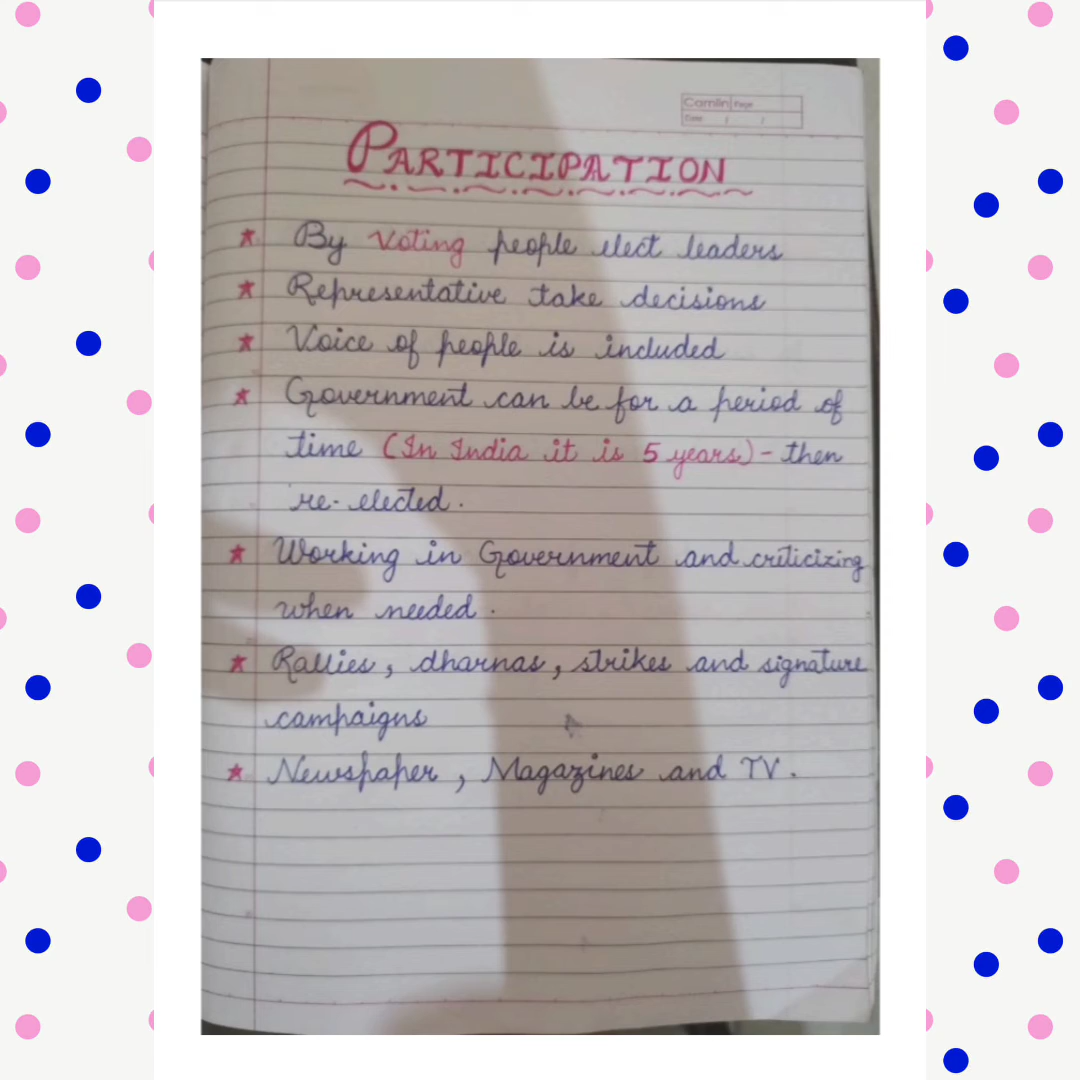 Camlin Page
Date / /
PARTICIPATION
★ By Voting people elect leaders
★ Representative take decisions
★ Voice of people is included
★ Government can be for a period of
time (In India it is 5 years) - then
re-elected.
★ Working in Government and criticizing
when needed.
★ Rallies, dharnas, strikes and signature
campaigns
★ Newspaper, Magazines and TV.